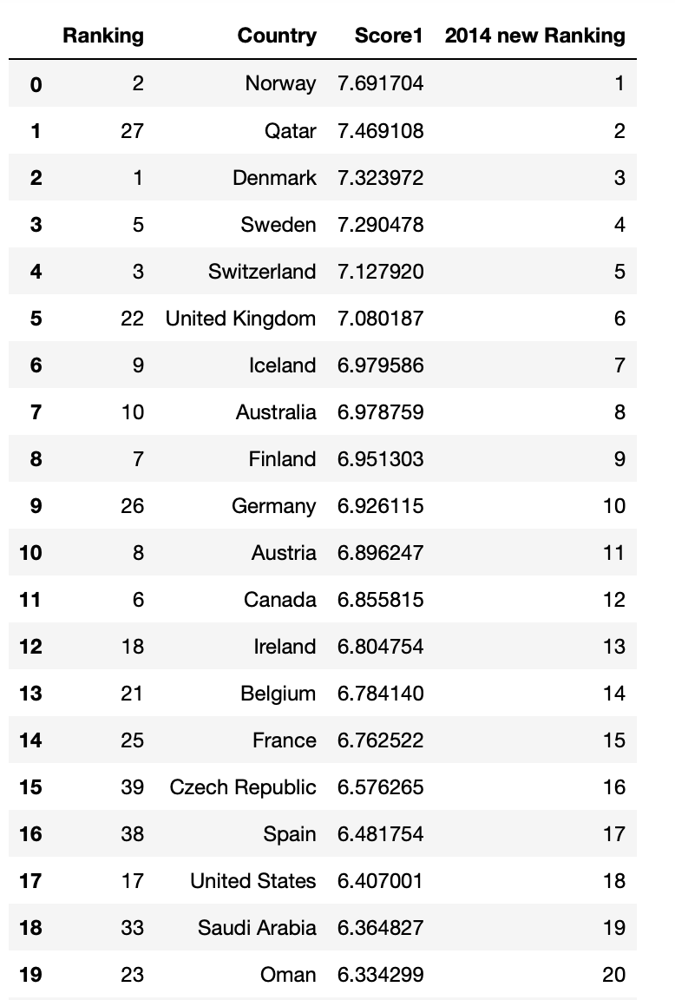 Ranking Country Score1 2014 new Ranking
0 2 Norway 7.691704 1
1 27 Qatar 7.469108 2
2 1 Denmark 7.323972 3
3 5 Sweden 7.290478 4
4 3 Switzerland 7.127920 5
5 22 United Kingdom 7.080187 6
6 9 Iceland 6.979586 7
7 10 Australia 6.978759 8
8 7 Finland 6.951303 9
9 26 Germany 6.926115 10
10 8 Austria 6.896247 11
11 6 Canada 6.855815 12
12 18 Ireland 6.804754 13
13 21 Belgium 6.784140 14
14 25 France 6.762522 15
15 39 Czech Republic 6.576265 16
16 38 Spain 6.481754 17
17 17 United States 6.407001 18
18 33 Saudi Arabia 6.364827 19
19 23 Oman 6.334299 20